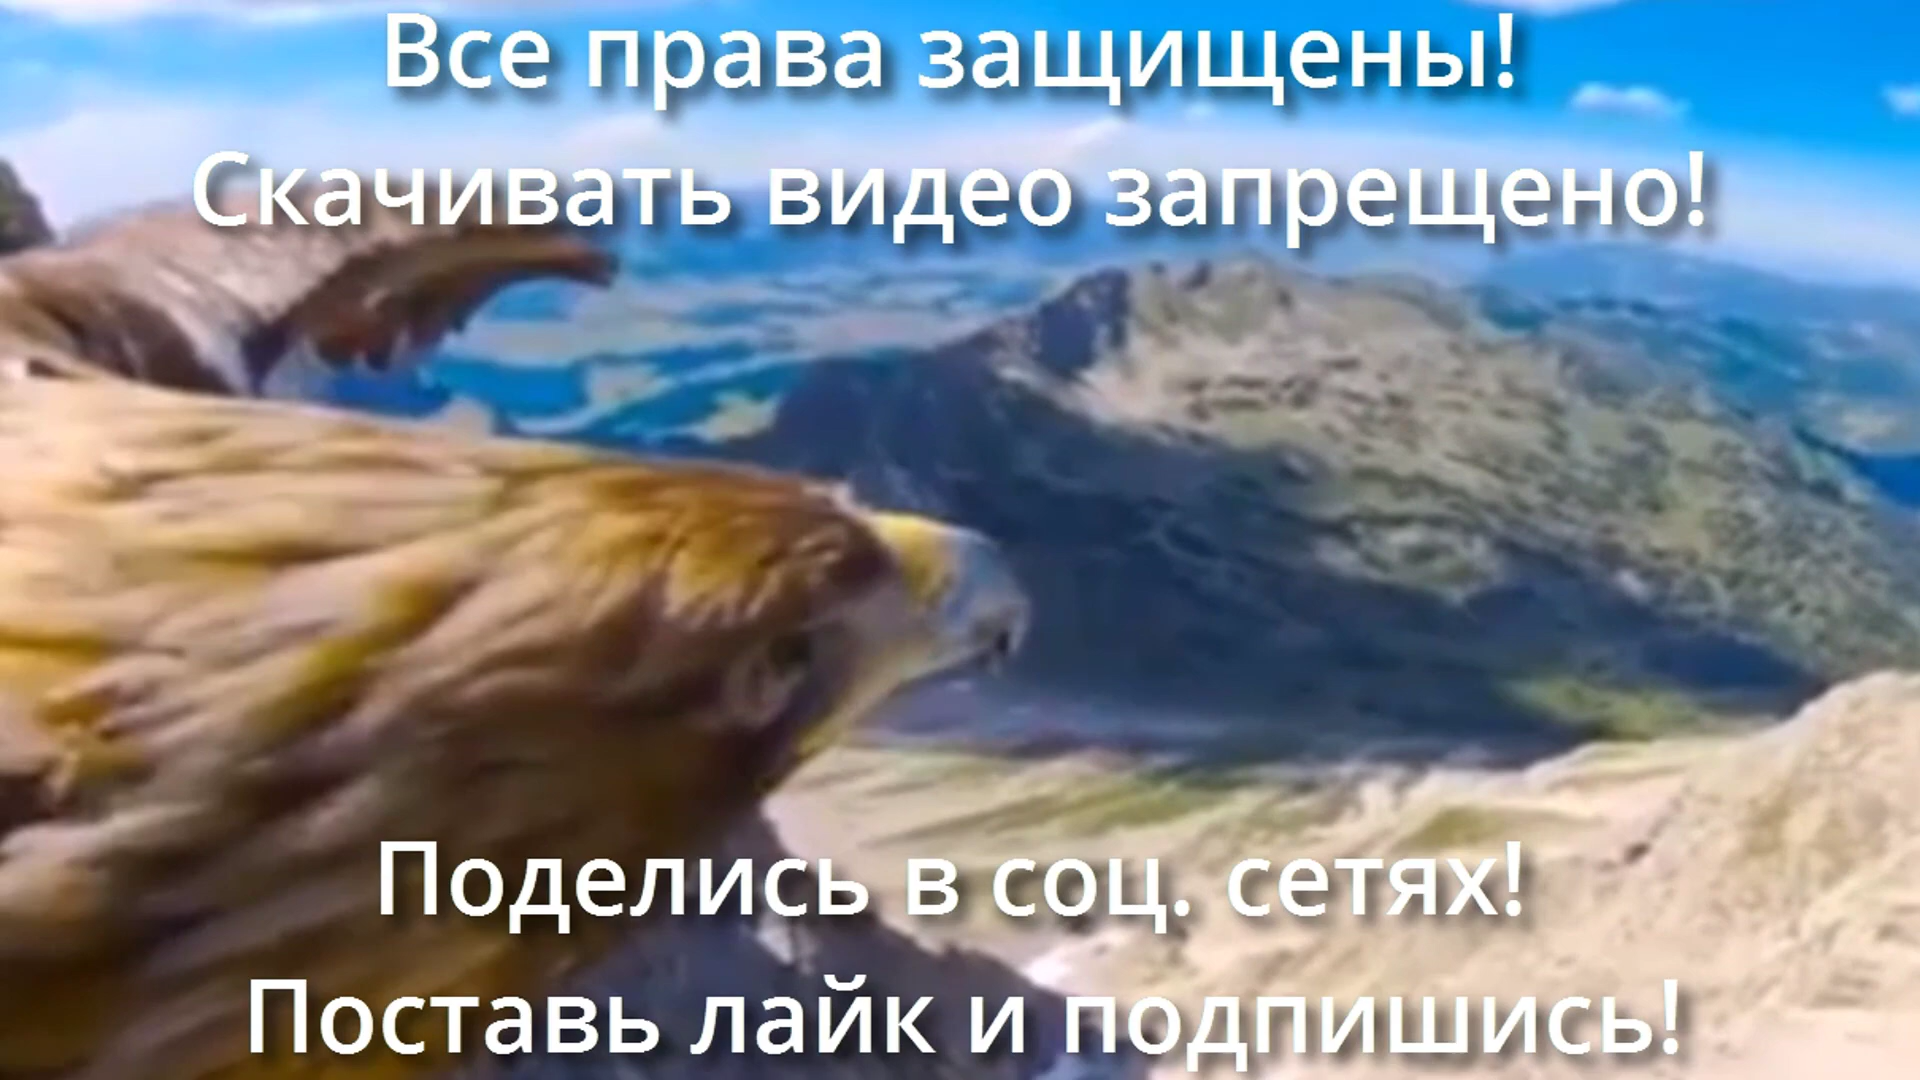 Все права защищены!
Скачивать видео запрещено!
Поделись в соц. сетях!
Поставь лайк и подпишись!